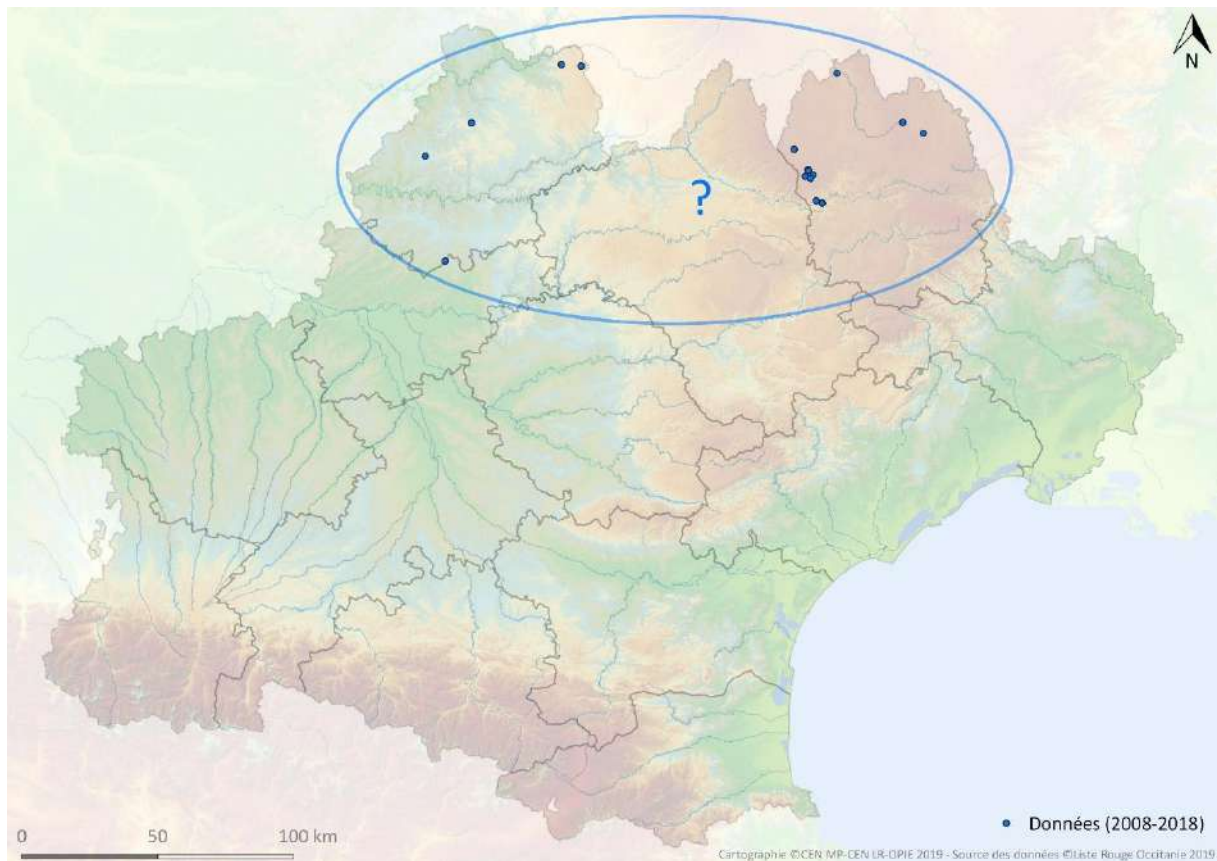 N
?
0 50 100 km
Données (2008-2018)
Cartographie ©CEN MP-CEN LR-OPIE 2019 - Source des données ©Liste Rouge Occitanie 2019